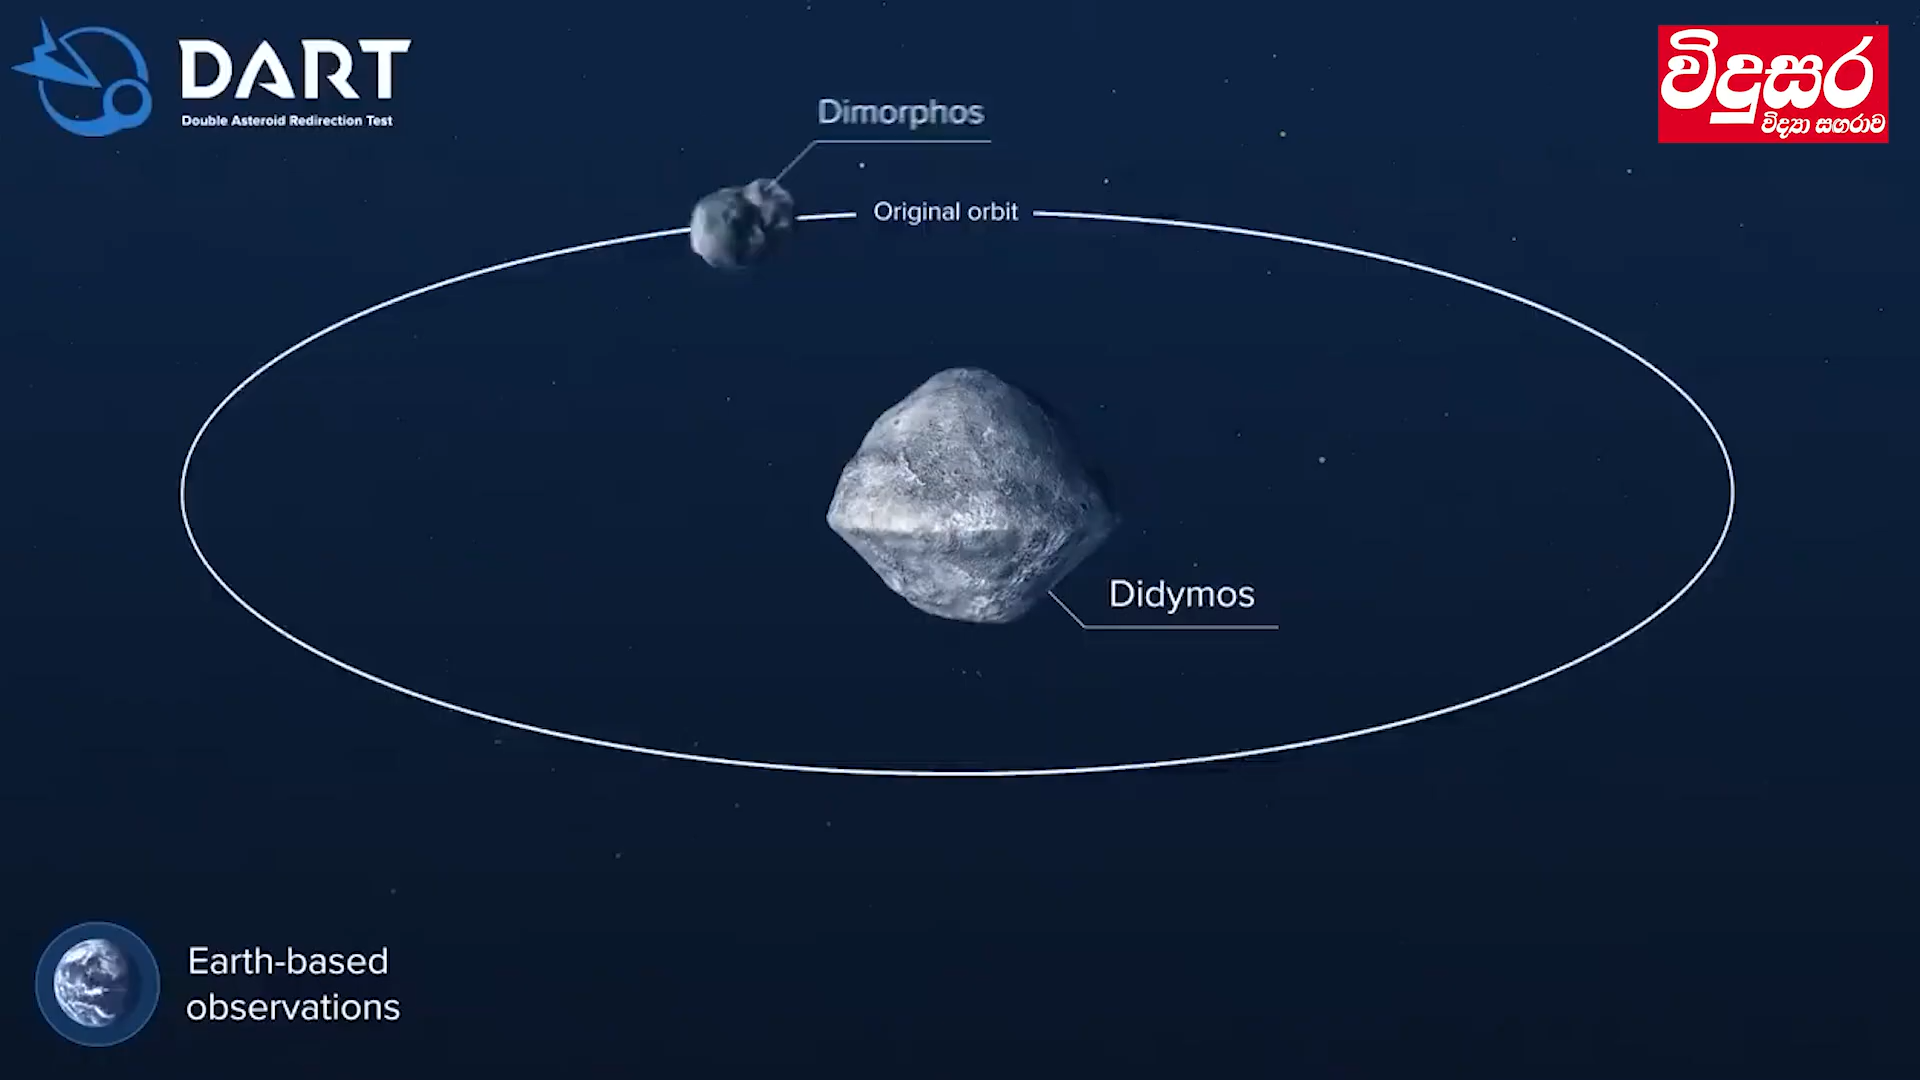 DART
Double Asteroid Redirection Test
විදුසර
විද්‍යා සඟරාව
Dimorphos
Original orbit
Didymos
Earth-based
observations